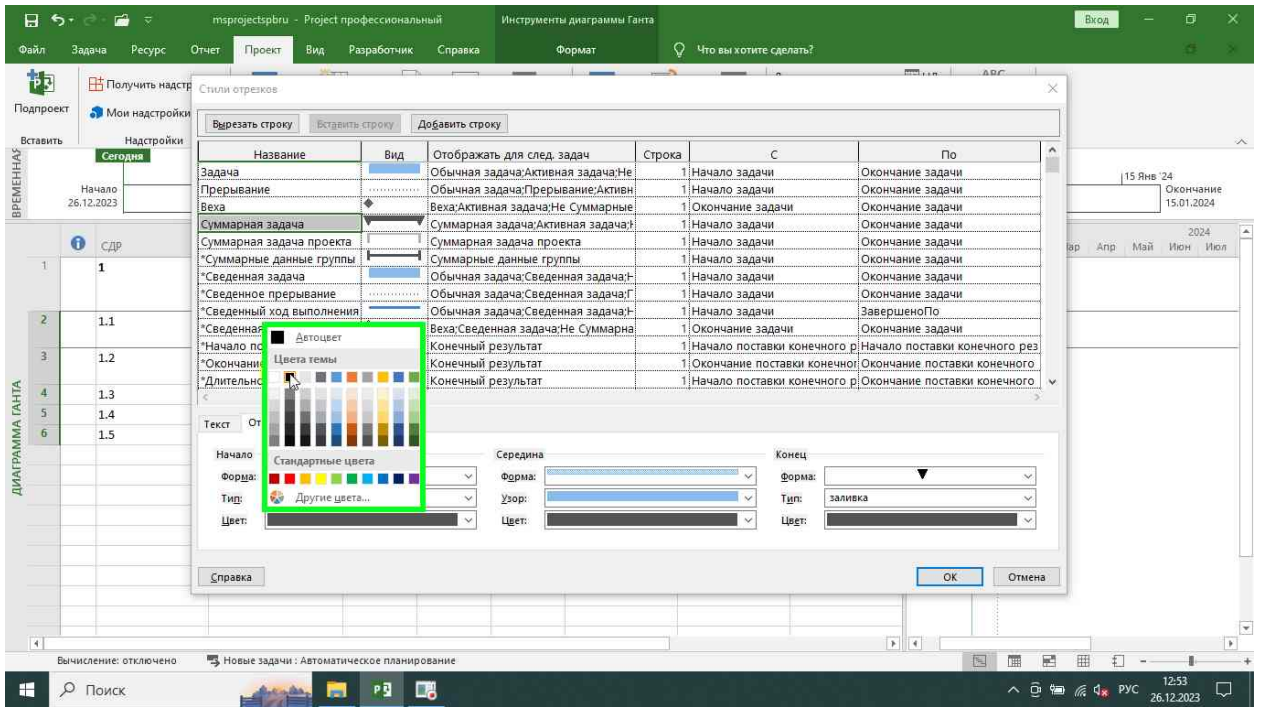 msprojectspbru - Project профессиональный
Инструменты диаграммы Ганта
Вход
Файл Задача Ресурс Отчет Проект Вид Разработчик Справка Формат Что вы хотите сделать?
Подпроект
Получить надстр
Мои надстройки
Вставить Надстройки
Стили отрезков
Вырезать строку Вставить строку Добавить строку
Название Вид Отображать для след. задач Строка С По
Задача Обычная задача;Активная задача;Не 1 Начало задачи Окончание задачи
Прерывание Обычная задача;Прерывание;Активн 1 Начало задачи Окончание задачи
Веха Веха;Активная задача;Не Суммарные 1 Окончание задачи Окончание задачи
Суммарная задача Суммарная задача;Активная задача;Н 1 Начало задачи Окончание задачи
Суммарная задача проекта Суммарная задача проекта 1 Начало задачи Окончание задачи
*Суммарные данные группы Суммарные данные группы 1 Начало задачи Окончание задачи
*Сведенная задача Обычная задача;Сведенная задача;Н 1 Начало задачи Окончание задачи
*Сведенное прерывание Обычная задача;Сведенная задача;П 1 Начало задачи Окончание задачи
*Сведенный ход выполнения Обычная задача;Сведенная задача;Н 1 Начало задачи ЗавершеноПо
*Сведенная Веха;Сведенная задача;Не Суммарна 1 Окончание задачи Окончание задачи
*Начало по Конечный результат 1 Начало поставки конечного р Начало поставки конечного рез
*Окончани Конечный результат 1 Окончание поставки конечног Окончание поставки конечного
*Длительно Конечный результат 1 Начало поставки конечного р Окончание поставки конечного
Автоцвет
Цвета темы
Стандартные цвета
Другие цвета...
Текст От
Начало Середина Конец
Форма: Форма: Форма:
Тип: Узор: Тип: заливка
Цвет: Цвет: Цвет:
Справка OK Отмена
ВРЕМЕННАЯ
Сегодня
Начало
26.12.2023
15 Янв '24
Окончание
15.01.2024
2024
Апр Май Июн Июл
СДР
1 1
2 1.1
3 1.2
4 1.3
5 1.4
6 1.5
ДИАГРАММА ГАНТА
Вычисление: отключено Новые задачи : Автоматическое планирование
Поиск
РУС
12:53
26.12.2023